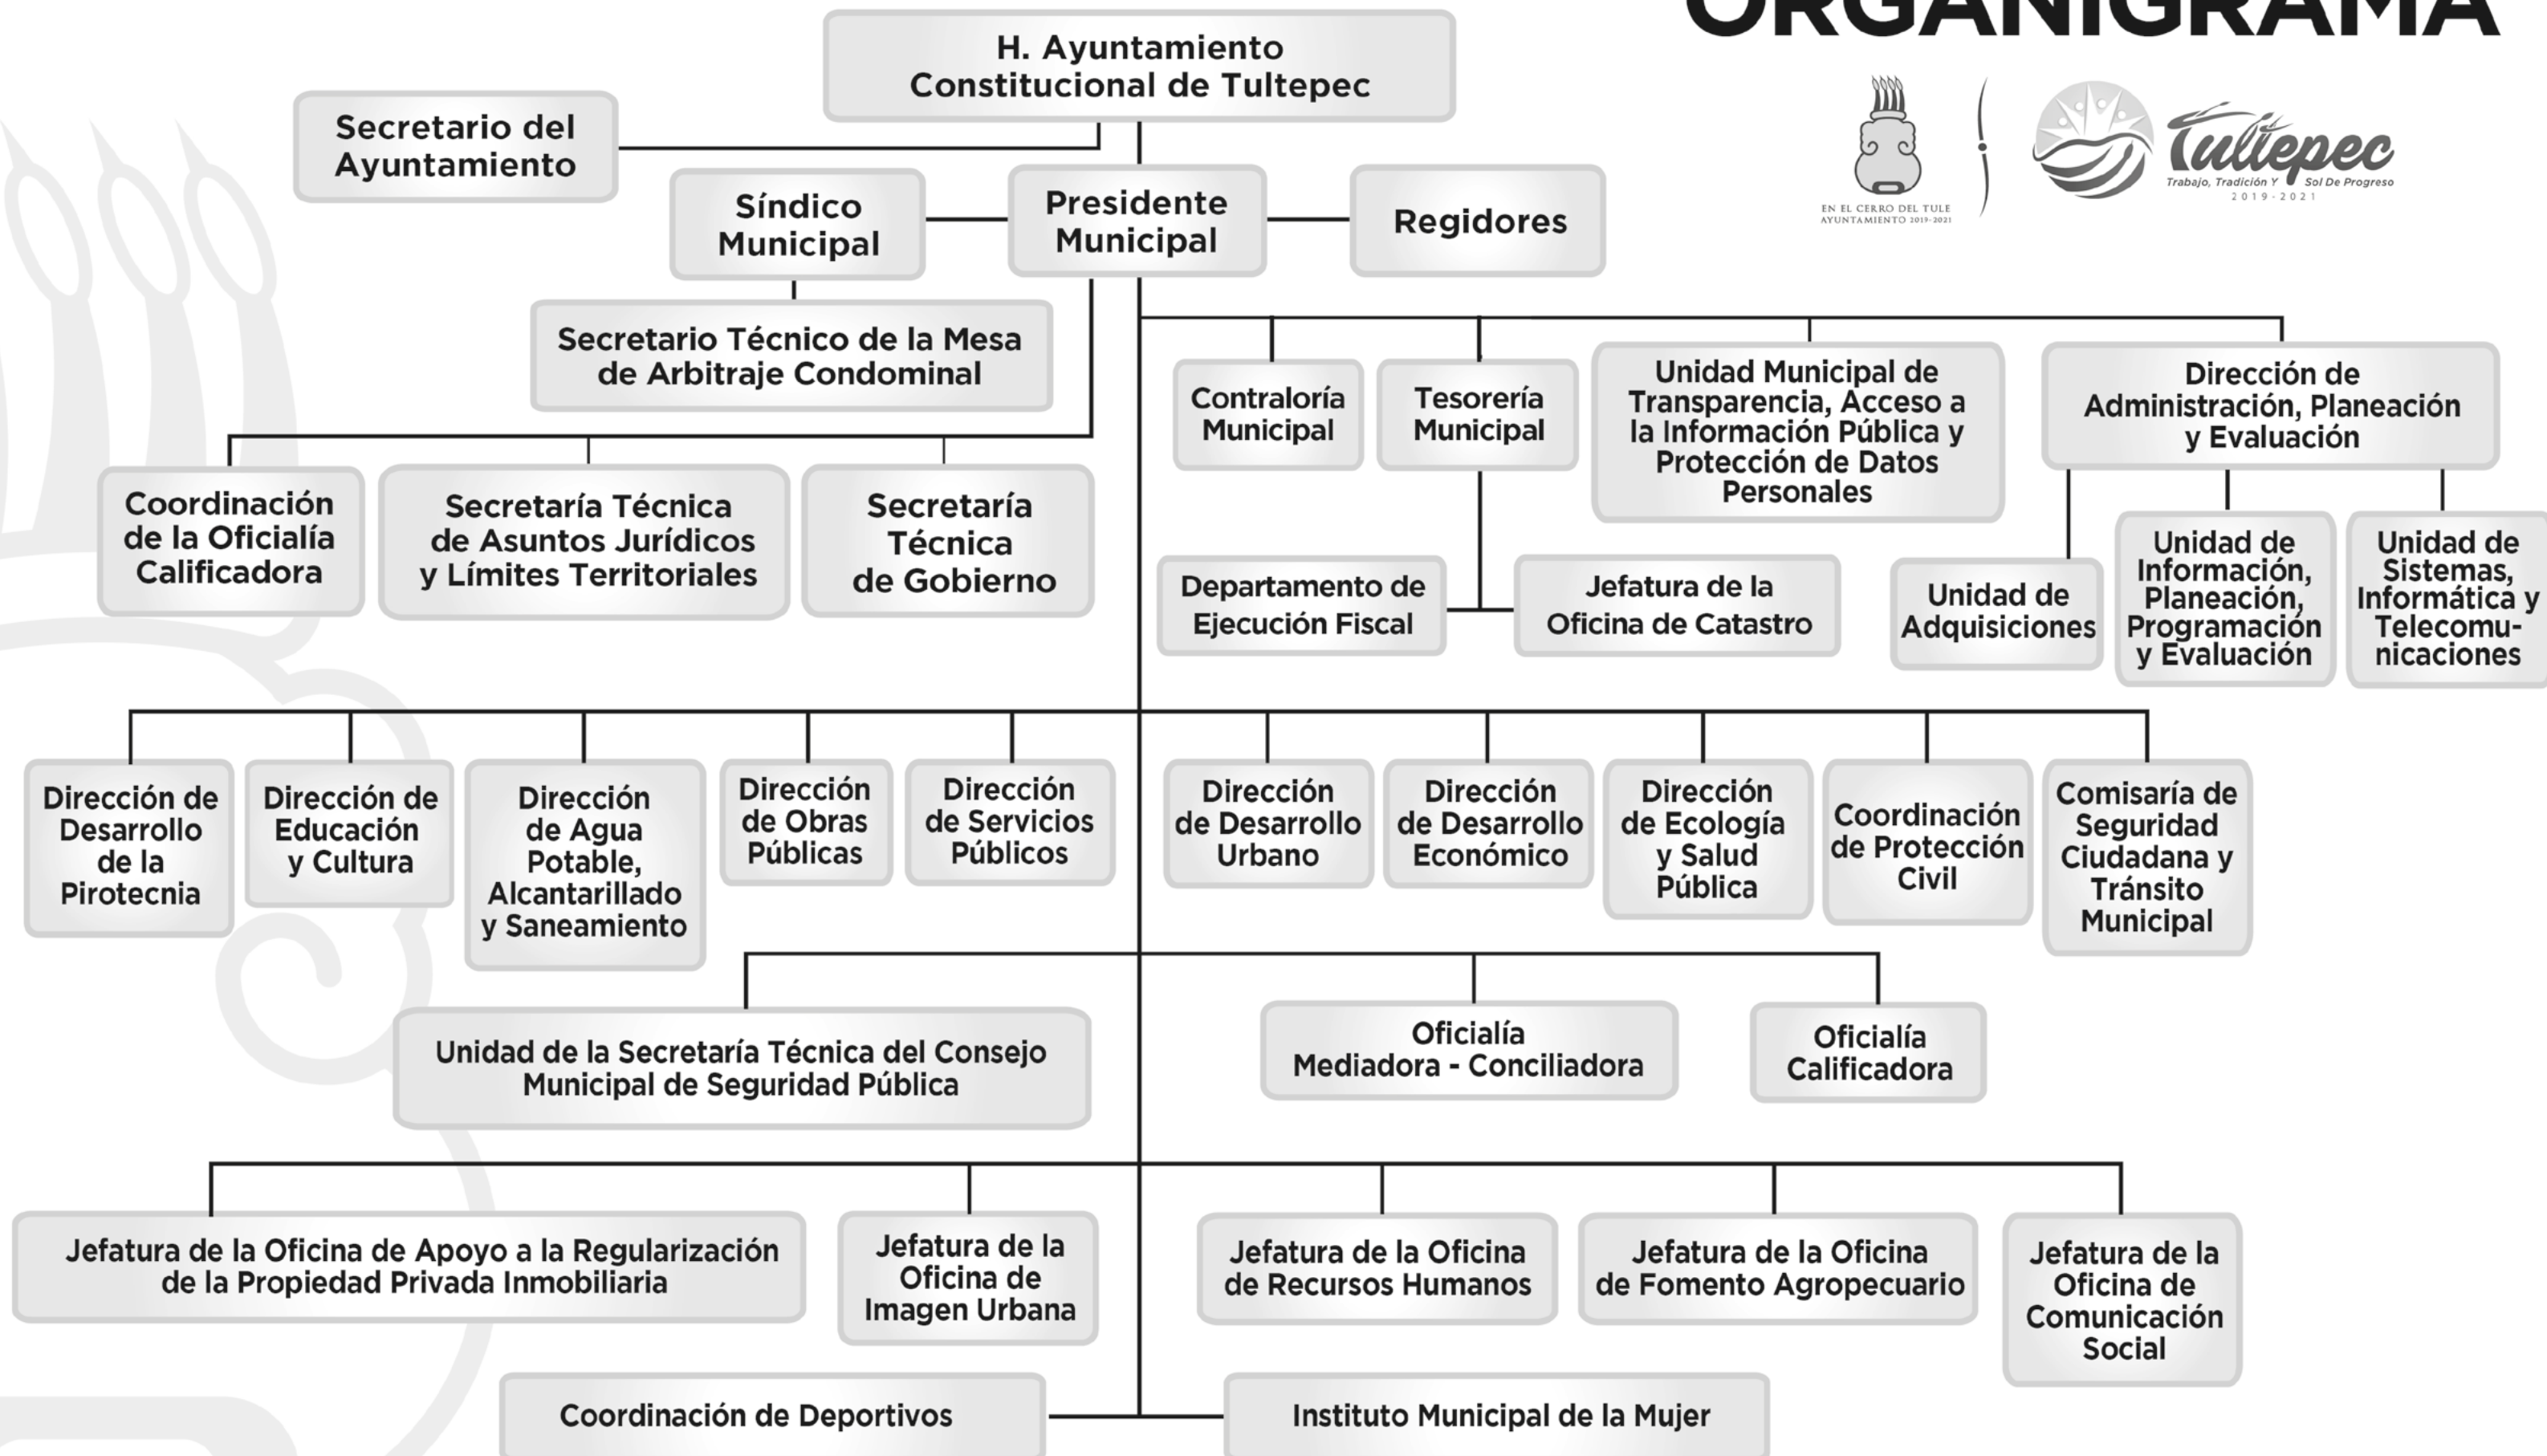 ORGANIGRAMA
H. Ayuntamiento
Constitucional de Tultepec
Secretario del
Ayuntamiento
Síndico
Municipal
Presidente
Municipal
Regidores
EN EL CERRO DEL TULE
AYUNTAMIENTO 2019-2021
Tultepec
Trabajo, Tradición Y Sol De Progreso
2019-2021
Secretario Técnico de la Mesa
de Arbitraje Condominal
Contraloría
Municipal
Tesorería
Municipal
Unidad Municipal de
Transparencia, Acceso a
la Información Pública y
Protección de Datos
Personales
Dirección de
Administración, Planeación
y Evaluación
Coordinación
de la Oficialía
Calificadora
Secretaría Técnica
de Asuntos Jurídicos
y Límites Territoriales
Secretaría
Técnica
de Gobierno
Departamento de
Ejecución Fiscal
Jefatura de la
Oficina de Catastro
Unidad de
Adquisiciones
Unidad de
Información,
Planeación,
Programación
y Evaluación
Unidad de
Sistemas,
Informática y
Telecomu-
nicaciones
Dirección de
Desarrollo
de la
Pirotecnia
Dirección de
Educación
y Cultura
Dirección
de Agua
Potable,
Alcantarillado
y Saneamiento
Dirección
de Obras
Públicas
Dirección
de Servicios
Públicos
Dirección
de Desarrollo
Urbano
Dirección
de Desarrollo
Económico
Dirección
de Ecología
y Salud
Pública
Coordinación
de Protección
Civil
Comisaría de
Seguridad
Ciudadana y
Tránsito
Municipal
Unidad de la Secretaría Técnica del Consejo
Municipal de Seguridad Pública
Oficialía
Mediadora - Conciliadora
Oficialía
Calificadora
Jefatura de la Oficina de Apoyo a la Regularización
de la Propiedad Privada Inmobiliaria
Jefatura de la
Oficina de
Imagen Urbana
Jefatura de la Oficina
de Recursos Humanos
Jefatura de la Oficina
de Fomento Agropecuario
Jefatura de la
Oficina de
Comunicación
Social
Coordinación de Deportivos
Instituto Municipal de la Mujer